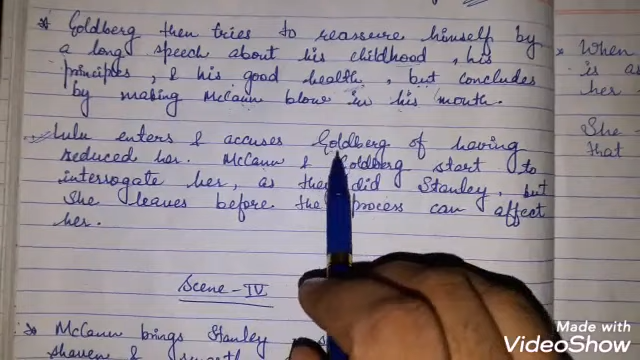 * Goldberg then tries to reassure himself by
a long speech about his childhood, his
principles, & his good health, but concludes
by making McCann blow in his mouth.
Lulu enters & accuses Goldberg of having
seduced her. McCann & Goldberg start to
interrogate her, as they did Stanley, but
she leaves before the process can affect
her.
Scene-IV
* McCann brings Stanley
shaven &
* When
is as
her.
She
that
Made with
VideoShow